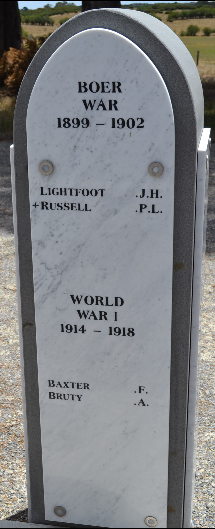 BOER
WAR
1899 – 1902
LIGHTFOOT .J.H.
+RUSSELL .P.L.
WORLD
WAR I
1914 – 1918
BAXTER .F.
BRUTY .A.